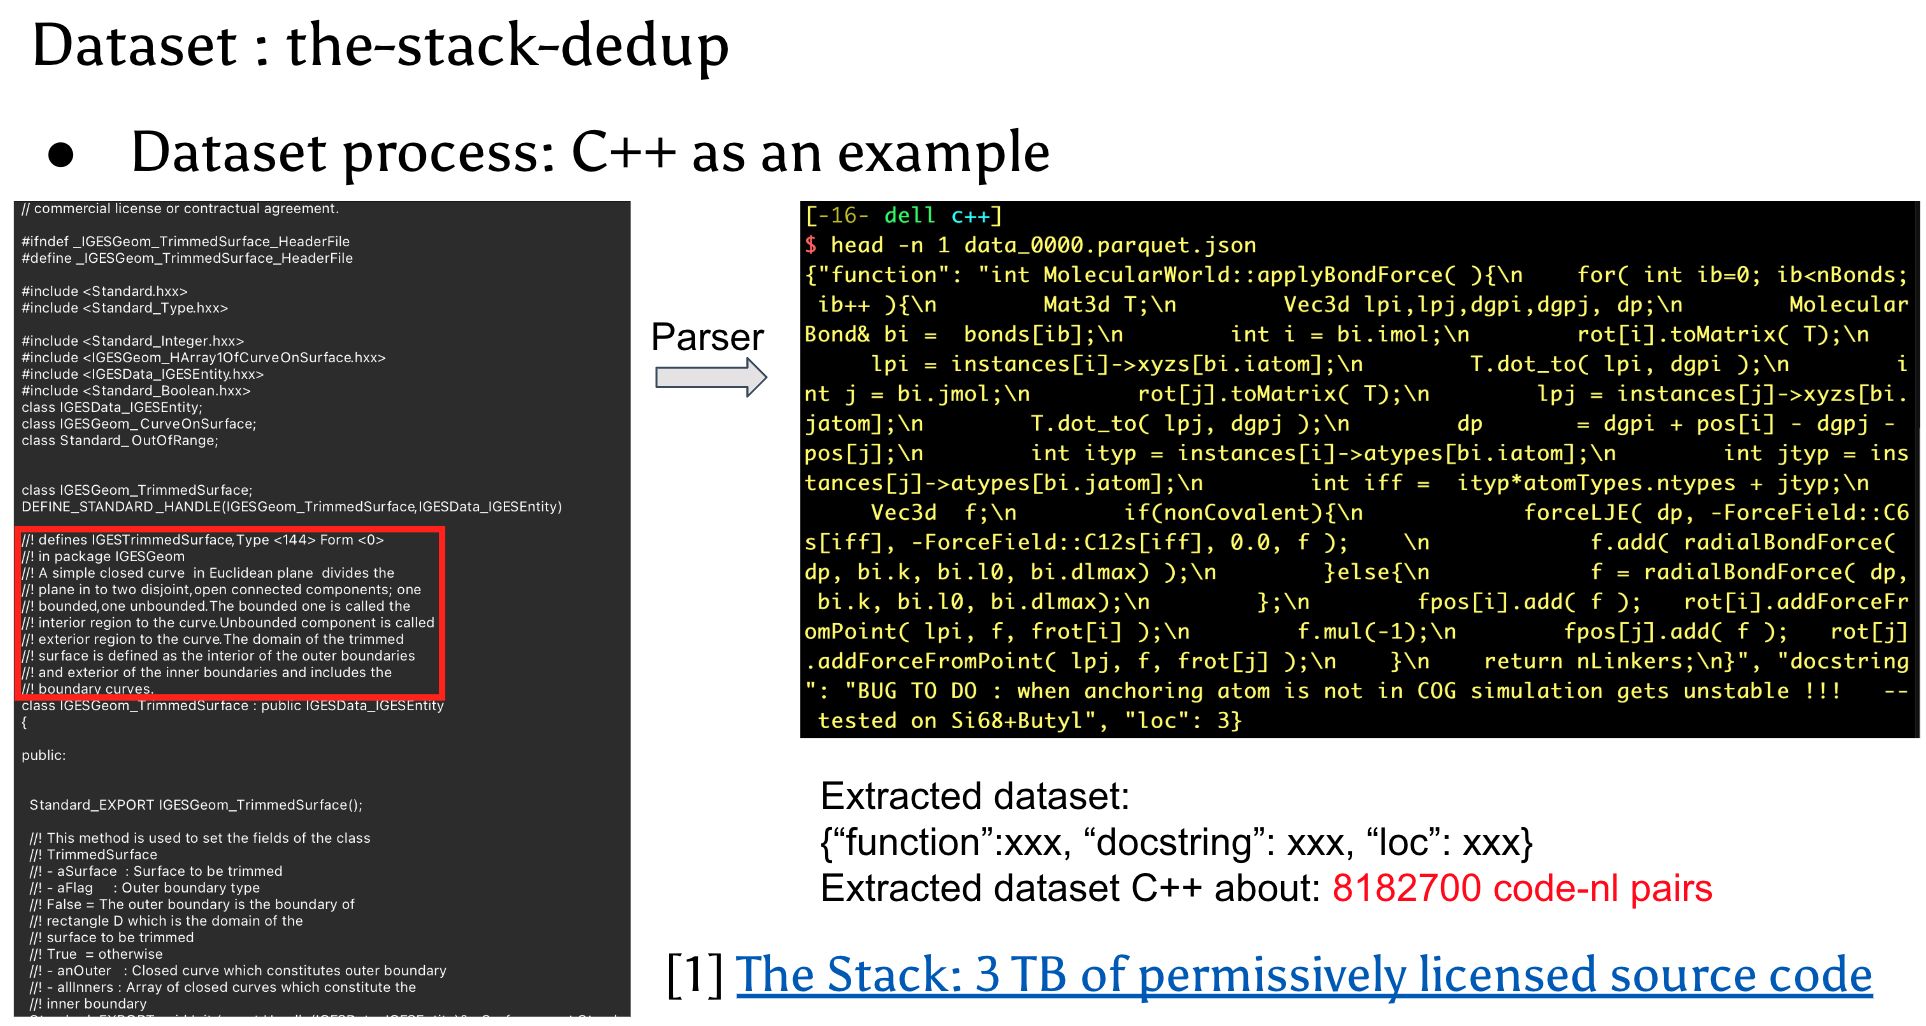 Dataset : the-stack-dedup
● Dataset process: C++ as an example
// commercial license or contractual agreement.
#ifndef _IGESGeom_TrimmedSurface_HeaderFile
#define _IGESGeom_TrimmedSurface_HeaderFile
#include <Standard.hxx>
#include <Standard_Type.hxx>
#include <Standard_Integer.hxx>
#include <IGESGeom_HArray1OfCurveOnSurface.hxx>
#include <IGESData_IGESEntity.hxx>
#include <Standard_Boolean.hxx>
class IGESData_IGESEntity;
class IGESGeom_CurveOnSurface;
class Standard_OutOfRange;
class IGESGeom_TrimmedSurface;
DEFINE_STANDARD_HANDLE(IGESGeom_TrimmedSurface,IGESData_IGESEntity)
//! defines IGESTrimmedSurface,Type <144> Form <0>
//! in package IGESGeom
//! A simple closed curve  in Euclidean plane  divides the
//! plane in to two disjoint,open connected components; one
//! bounded,one unbounded.The bounded one is called the
//! interior region to the curve.Unbounded component is called
//! exterior region to the curve.The domain of the trimmed
//! surface is defined as the interior of the outer boundaries
//! and exterior of the inner boundaries and includes the
//! boundary curves.
class IGESGeom_TrimmedSurface : public IGESData_IGESEntity
{
public:
Standard_EXPORT IGESGeom_TrimmedSurface();
//! This method is used to set the fields of the class
//! TrimmedSurface
//! - aSurface  : Surface to be trimmed
//! - aFlag     : Outer boundary type
//! False = The outer boundary is the boundary of
//! rectangle D which is the domain of the
//! surface to be trimmed
//! True  = otherwise
//! - anOuter   : Closed curve which constitutes outer boundary
//! - allInners : Array of closed curves which constitute the
//! inner boundary
Parser
[-16- dell c++]
$ head -n 1 data_0000.parquet.json
{"function": "int MolecularWorld::applyBondForce( ){\n    for( int ib=0; ib<nBonds;
 ib++ ){\n        Mat3d T;\n        Vec3d lpi,lpj,dgpi,dgpj, dp;\n        Molecular
Bond& bi =  bonds[ib];\n        int i = bi.imol;\n        rot[i].toMatrix( T);\n
     lpi = instances[i]->xyzs[bi.iatom];\n        T.dot_to( lpi, dgpi );\n        i
nt j = bi.jmol;\n        rot[j].toMatrix( T);\n        lpj = instances[j]->xyzs[bi.
jatom];\n        T.dot_to( lpj, dgpj );\n        dp       = dgpi + pos[i] - dgpj -
pos[j];\n        int ityp = instances[i]->atypes[bi.iatom];\n        int jtyp = ins
tances[j]->atypes[bi.jatom];\n        int iff =  ityp*atomTypes.ntypes + jtyp;\n
     Vec3d  f;\n        if(nonCovalent){\n            forceLJE( dp, -ForceField::C6
s[iff], -ForceField::C12s[iff], 0.0, f );    \n            f.add( radialBondForce(
dp, bi.k, bi.l0, bi.dlmax) );\n        }else{\n            f = radialBondForce( dp,
 bi.k, bi.l0, bi.dlmax);\n        };\n        fpos[i].add( f );   rot[i].addForceFr
omPoint( lpi, f, frot[i] );\n        f.mul(-1);\n        fpos[j].add( f );   rot[j]
.addForceFromPoint( lpj, f, frot[j] );\n    }\n    return nLinkers;\n}", "docstring
": "BUG TO DO : when anchoring atom is not in COG simulation gets unstable !!!   --
 tested on Si68+Butyl", "loc": 3}
Extracted dataset:
{“function”:xxx, “docstring”: xxx, “loc”: xxx}
Extracted dataset C++ about: 8182700 code-nl pairs
[1] The Stack: 3 TB of permissively licensed source code